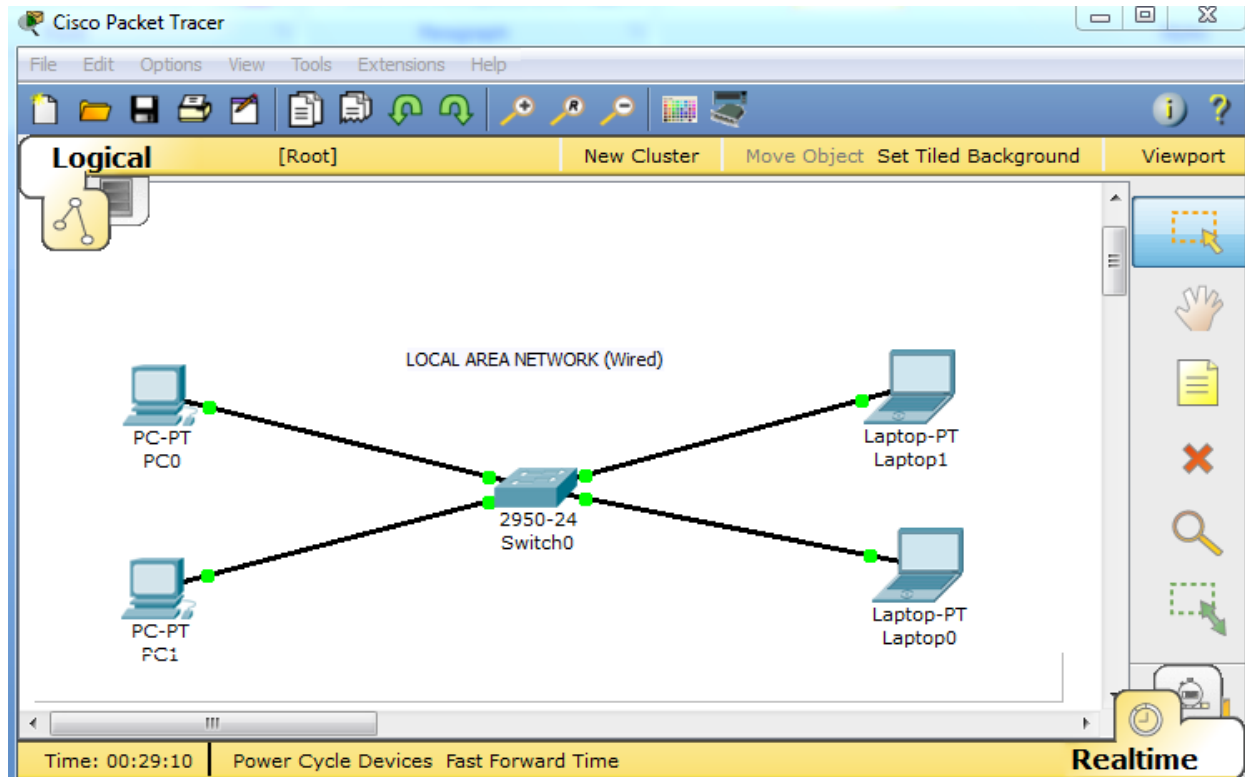 Cisco Packet Tracer
File Edit Options View Tools Extensions Help
Logical [Root] New Cluster Move Object Set Tiled Background Viewport
LOCAL AREA NETWORK (Wired)
PC-PT
PC0
Laptop-PT
Laptop1
2950-24
Switch0
PC-PT
PC1
Laptop-PT
Laptop0
Time: 00:29:10 Power Cycle Devices Fast Forward Time Realtime